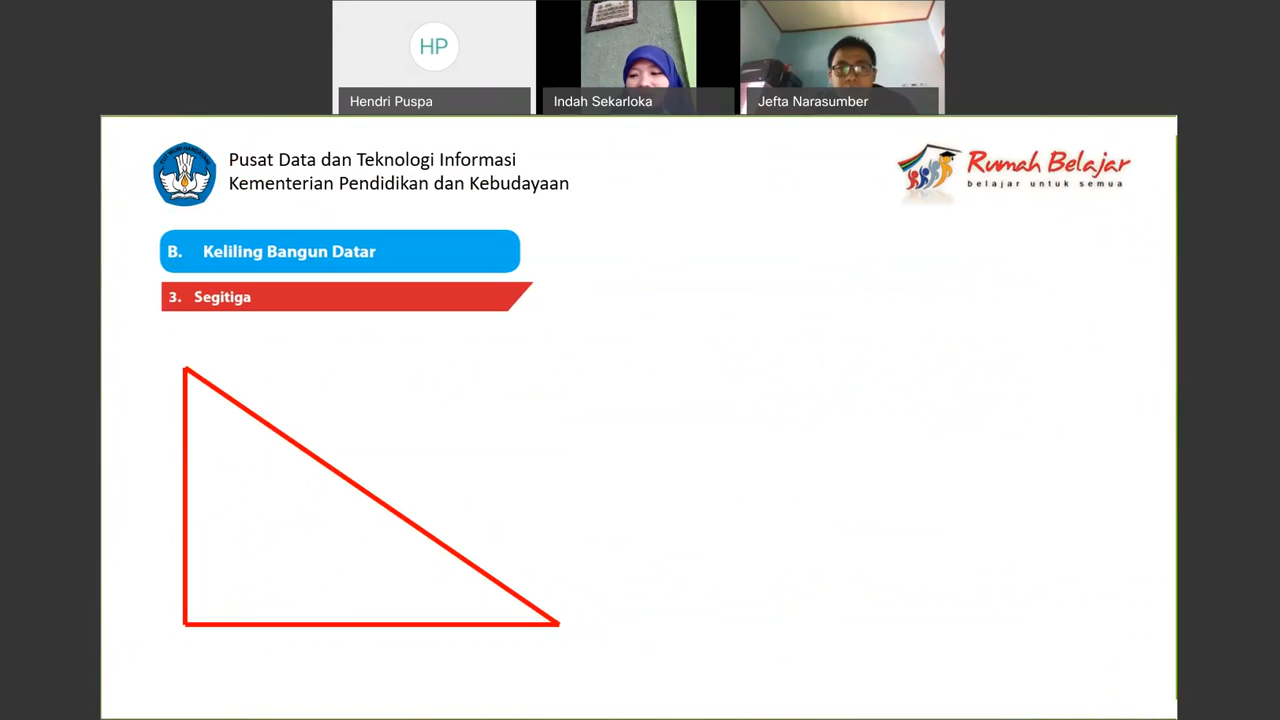 HP
Hendri Puspa
Indah Sekarloka
Jefta Narasumber
Pusat Data dan Teknologi Informasi
Kementerian Pendidikan dan Kebudayaan
Rumah Belajar
belajar untuk semua
B. Keliling Bangun Datar
3. Segitiga